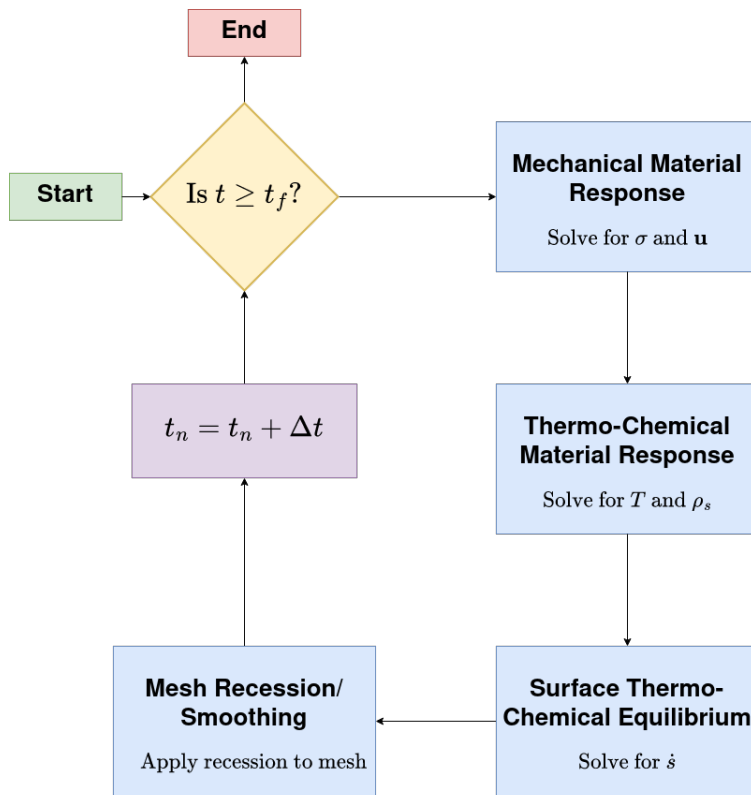 End
Start
Is t ≥ t_f?
Mechanical Material
Response
Solve for σ and u
Thermo-Chemical
Material Response
Solve for T and ρ_s
Surface Thermo-
Chemical Equilibrium
Solve for ṡ
Mesh Recession/
Smoothing
Apply recession to mesh
t_n = t_n + Δt